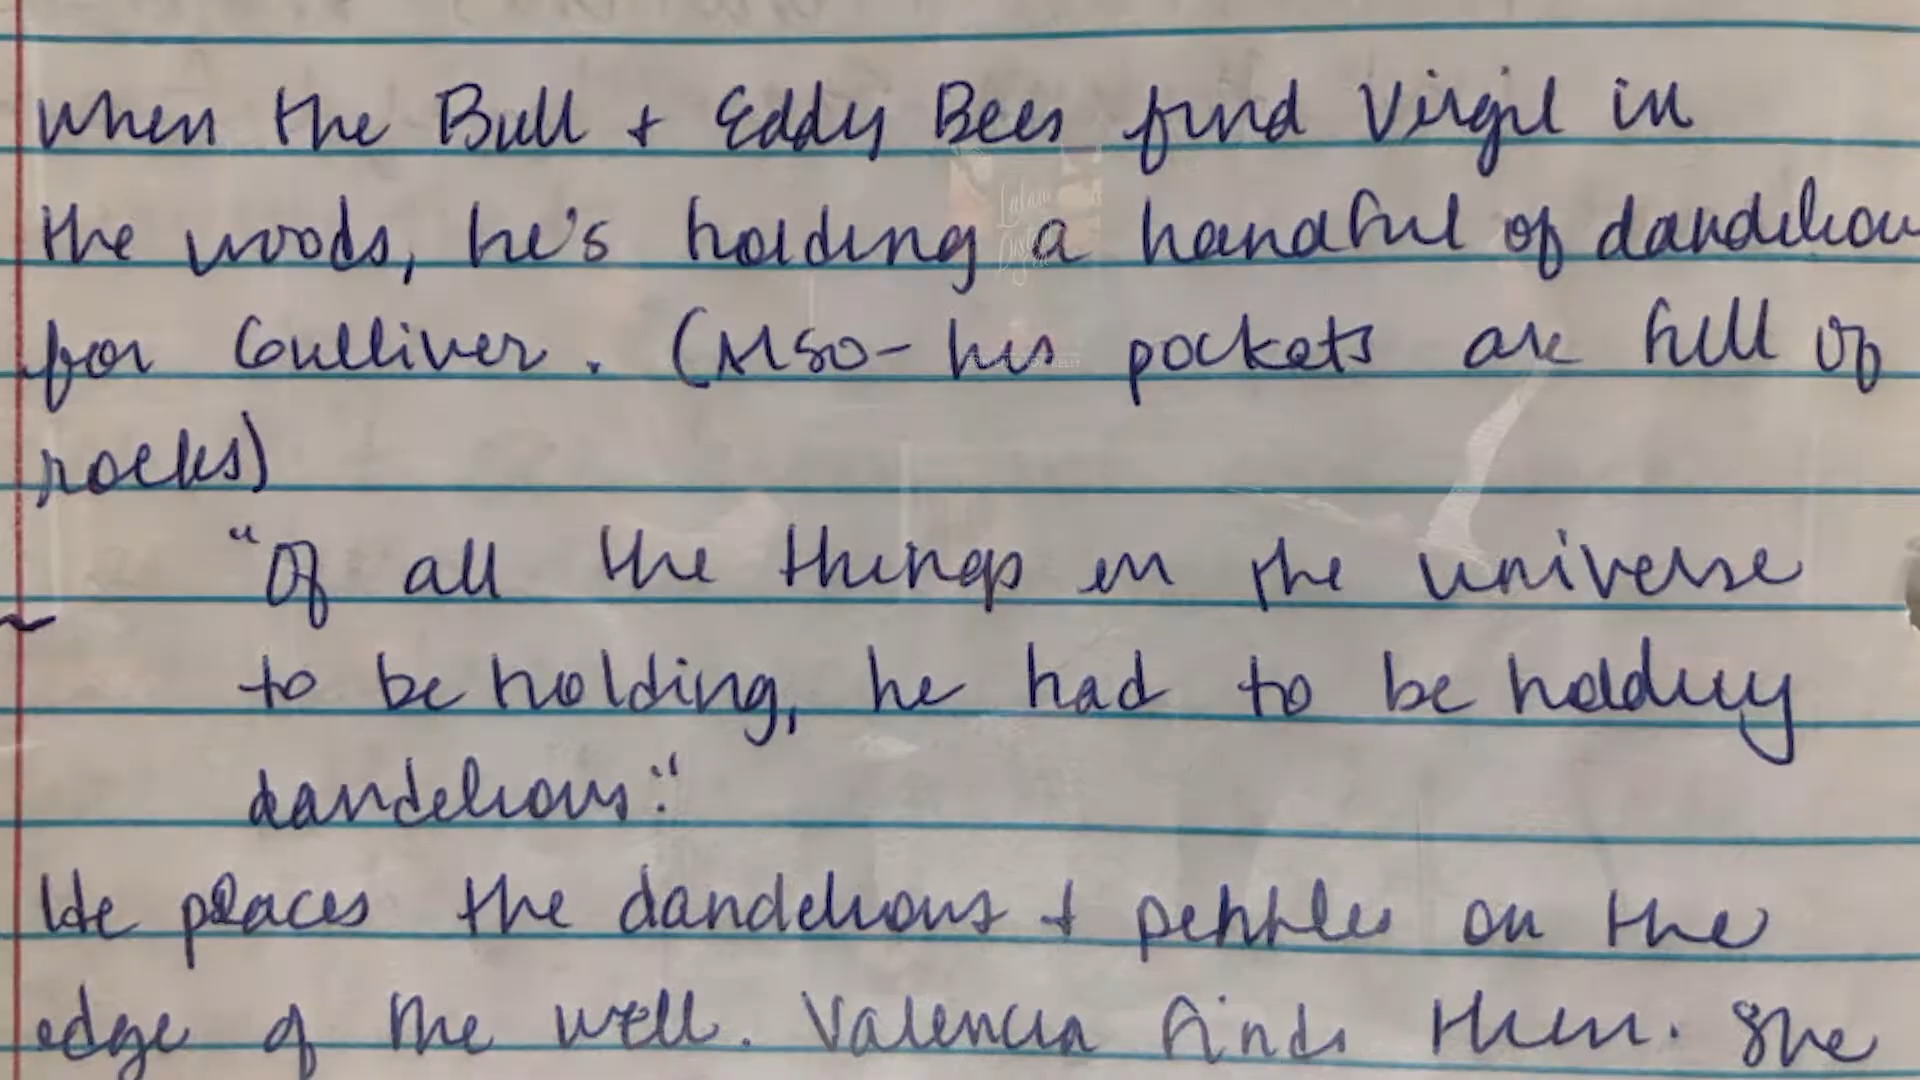 When the Bull + Eddy Bees find Virgil in
the woods, he's holding a handful of dandelion
for Gulliver. (Also - his pockets are full of
rocks)
"Of all the things in the universe
to be holding, he had to be holding
dandelions."
He places the dandelions + pebbles on the
edge of the well. Valencia finds them. She